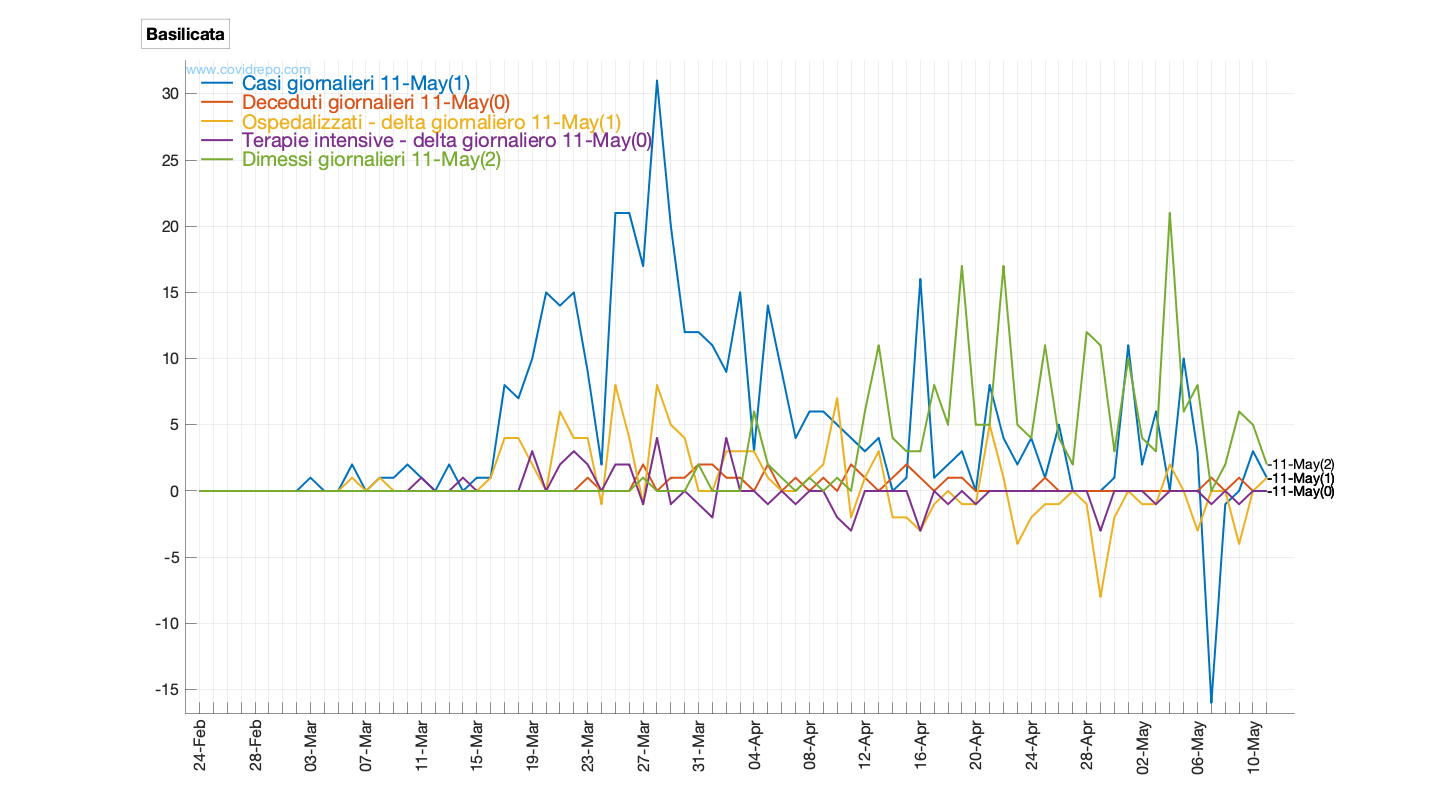 Basilicata
www.covidrepo.com
Casi giornalieri 11-May(1)
Deceduti giornalieri 11-May(0)
Ospedalizzati - delta giornaliero 11-May(1)
Terapie intensive - delta giornaliero 11-May(0)
Dimessi giornalieri 11-May(2)
30
25
20
15
10
5
0
-5
-10
-15
11-May(2)
11-May(1)
11-May(0)
24-Feb
28-Feb
03-Mar
07-Mar
11-Mar
15-Mar
19-Mar
23-Mar
27-Mar
31-Mar
04-Apr
08-Apr
12-Apr
16-Apr
20-Apr
24-Apr
28-Apr
02-May
06-May
10-May